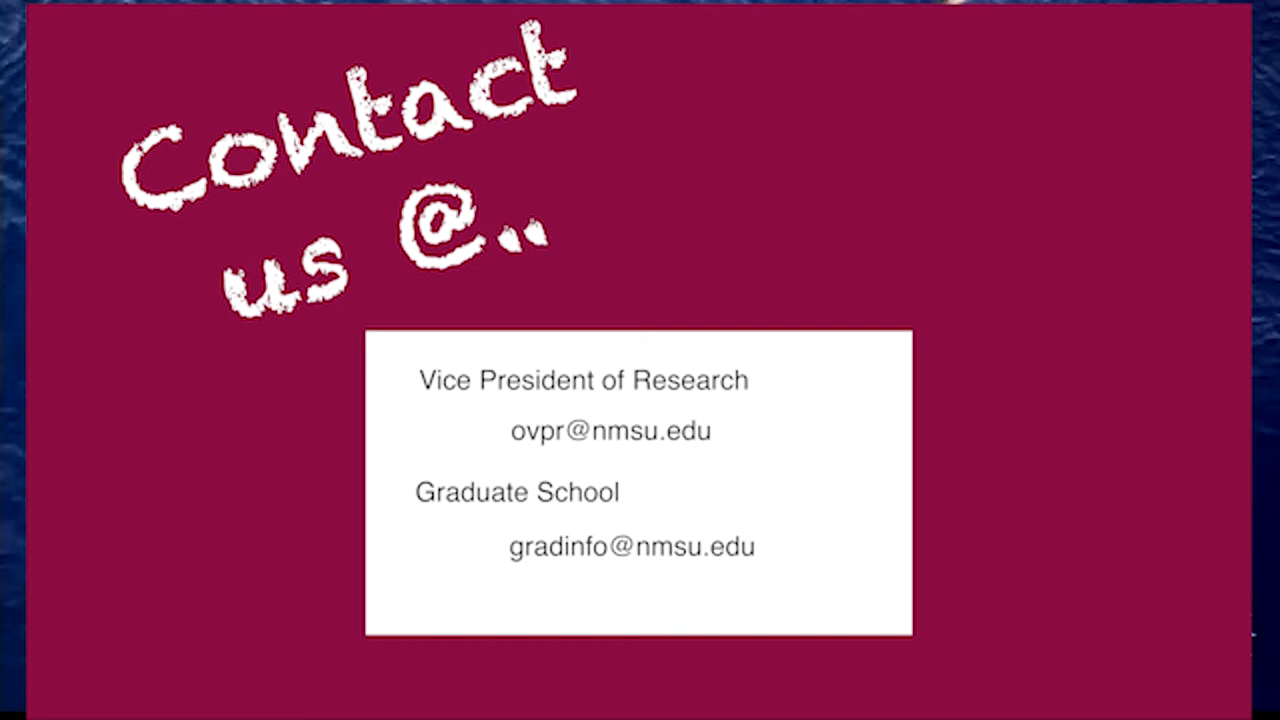 Contact
us @..
Vice President of Research
ovpr@nmsu.edu
Graduate School
gradinfo@nmsu.edu